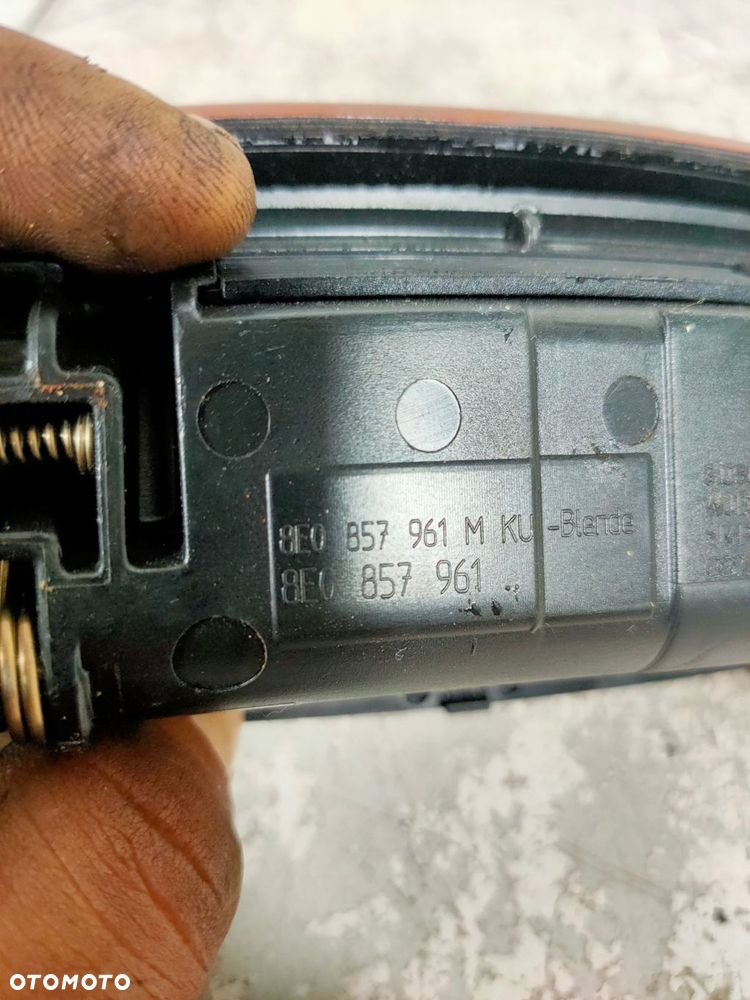 8E0 857 961 M KU-Blende
8E0 857 961
OTOMOTO